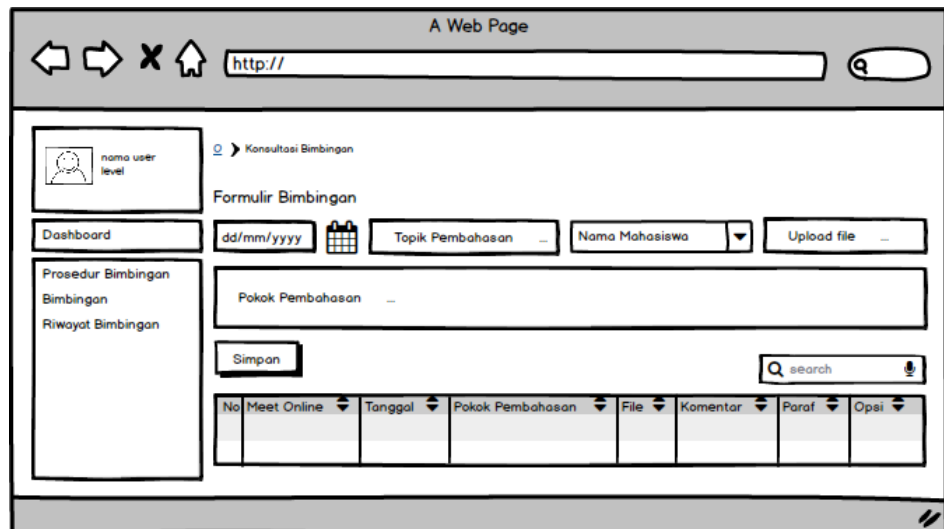 A Web Page
http://
nama user
level
O Konsultasi Bimbingan
Formulir Bimbingan
Dashboard
dd/mm/yyyy Topik Pembahasan ... Nama Mahasiswa Upload file ...
Prosedur Bimbingan
Bimbingan
Riwayat Bimbingan
Pokok Pembahasan ...
Simpan
search
No Meet Online Tanggal Pokok Pembahasan File Komentar Paraf Opsi